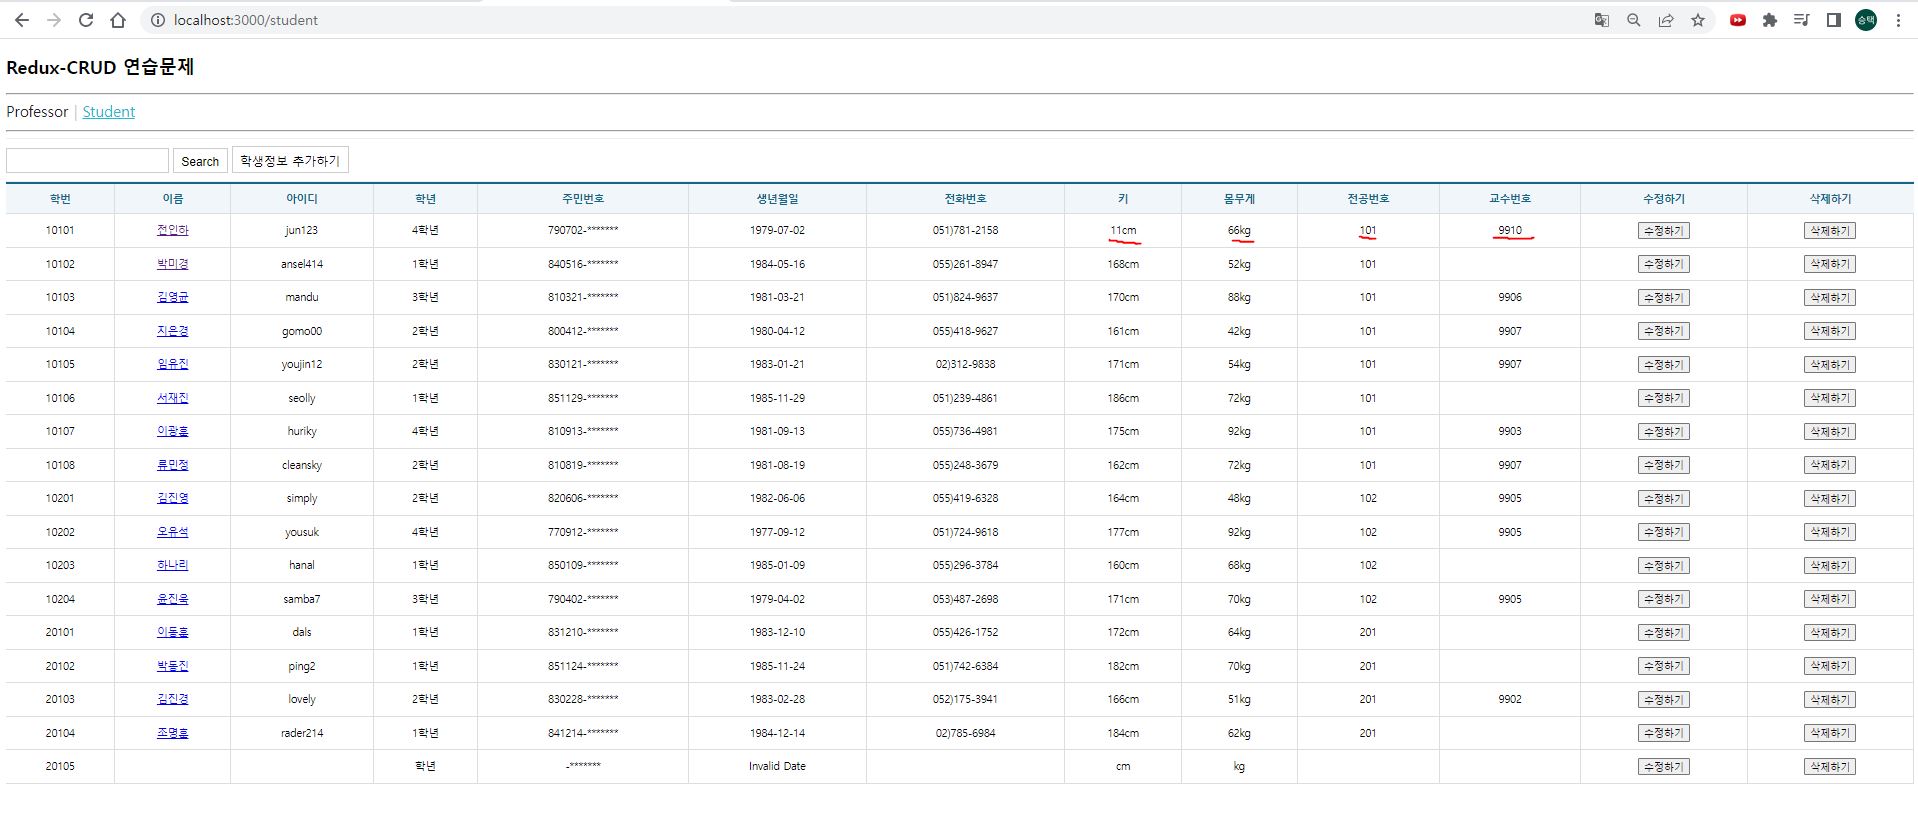 localhost:3000/student
승택
Redux-CRUD 연습문제
Professor | Student
Search 학생정보 추가하기
학번 이름 아이디 학년 주민번호 생년월일 전화번호 키 몸무게 전공번호 교수번호 수정하기 삭제하기
10101 전인하 jun123 4학년 790702-******* 1979-07-02 051)781-2158 11cm 66kg 101 9910 수정하기 삭제하기
10102 박미경 ansel414 1학년 840516-******* 1984-05-16 055)261-8947 168cm 52kg 101 수정하기 삭제하기
10103 김영균 mandu 3학년 810321-******* 1981-03-21 051)824-9637 170cm 88kg 101 9906 수정하기 삭제하기
10104 지은경 gomo00 2학년 800412-******* 1980-04-12 055)418-9627 161cm 42kg 101 9907 수정하기 삭제하기
10105 임유진 youjin12 2학년 830121-******* 1983-01-21 02)312-9838 171cm 54kg 101 9907 수정하기 삭제하기
10106 서재진 seolly 1학년 851129-******* 1985-11-29 051)239-4861 186cm 72kg 101 수정하기 삭제하기
10107 이광훈 huriky 4학년 810913-******* 1981-09-13 055)736-4981 175cm 92kg 101 9903 수정하기 삭제하기
10108 류민정 cleansky 2학년 810819-******* 1981-08-19 055)248-3679 162cm 72kg 101 9907 수정하기 삭제하기
10201 김진영 simply 2학년 820606-******* 1982-06-06 055)419-6328 164cm 48kg 102 9905 수정하기 삭제하기
10202 오유석 yousuk 4학년 770912-******* 1977-09-12 051)724-9618 177cm 92kg 102 9905 수정하기 삭제하기
10203 하나리 hanal 1학년 850109-******* 1985-01-09 055)296-3784 160cm 68kg 102 수정하기 삭제하기
10204 윤진욱 samba7 3학년 790402-******* 1979-04-02 053)487-2698 171cm 70kg 102 9905 수정하기 삭제하기
20101 이동훈 dals 1학년 831210-******* 1983-12-10 055)426-1752 172cm 64kg 201 수정하기 삭제하기
20102 박동진 ping2 1학년 851124-******* 1985-11-24 051)742-6384 182cm 70kg 201 수정하기 삭제하기
20103 김진경 lovely 2학년 830228-******* 1983-02-28 052)175-3941 166cm 51kg 201 9902 수정하기 삭제하기
20104 조명훈 rader214 1학년 841214-******* 1984-12-14 02)785-6984 184cm 62kg 201 수정하기 삭제하기
20105 학년 -******* Invalid Date cm kg 수정하기 삭제하기